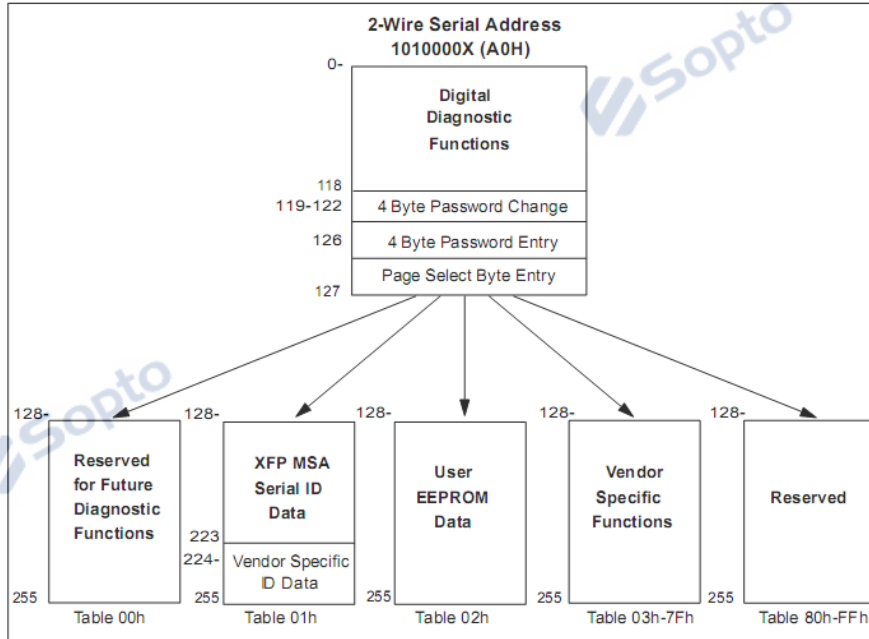 2-Wire Serial Address
1010000X (A0H)
0-
Sopto
Digital
Diagnostic
Functions
118
119-122
4 Byte Password Change
126
4 Byte Password Entry
Page Select Byte Entry
127
Sopto
128-
128-
128-
128-
128-
Reserved
for Future
Diagnostic
Functions
XFP MSA
Serial ID
Data
223
224-
Vendor Specific
ID Data
User
EEPROM
Data
Vendor
Specific
Functions
Reserved
255
255
255
255
255
Table 00h
Table 01h
Table 02h
Table 03h-7Fh
Table 80h-FFh